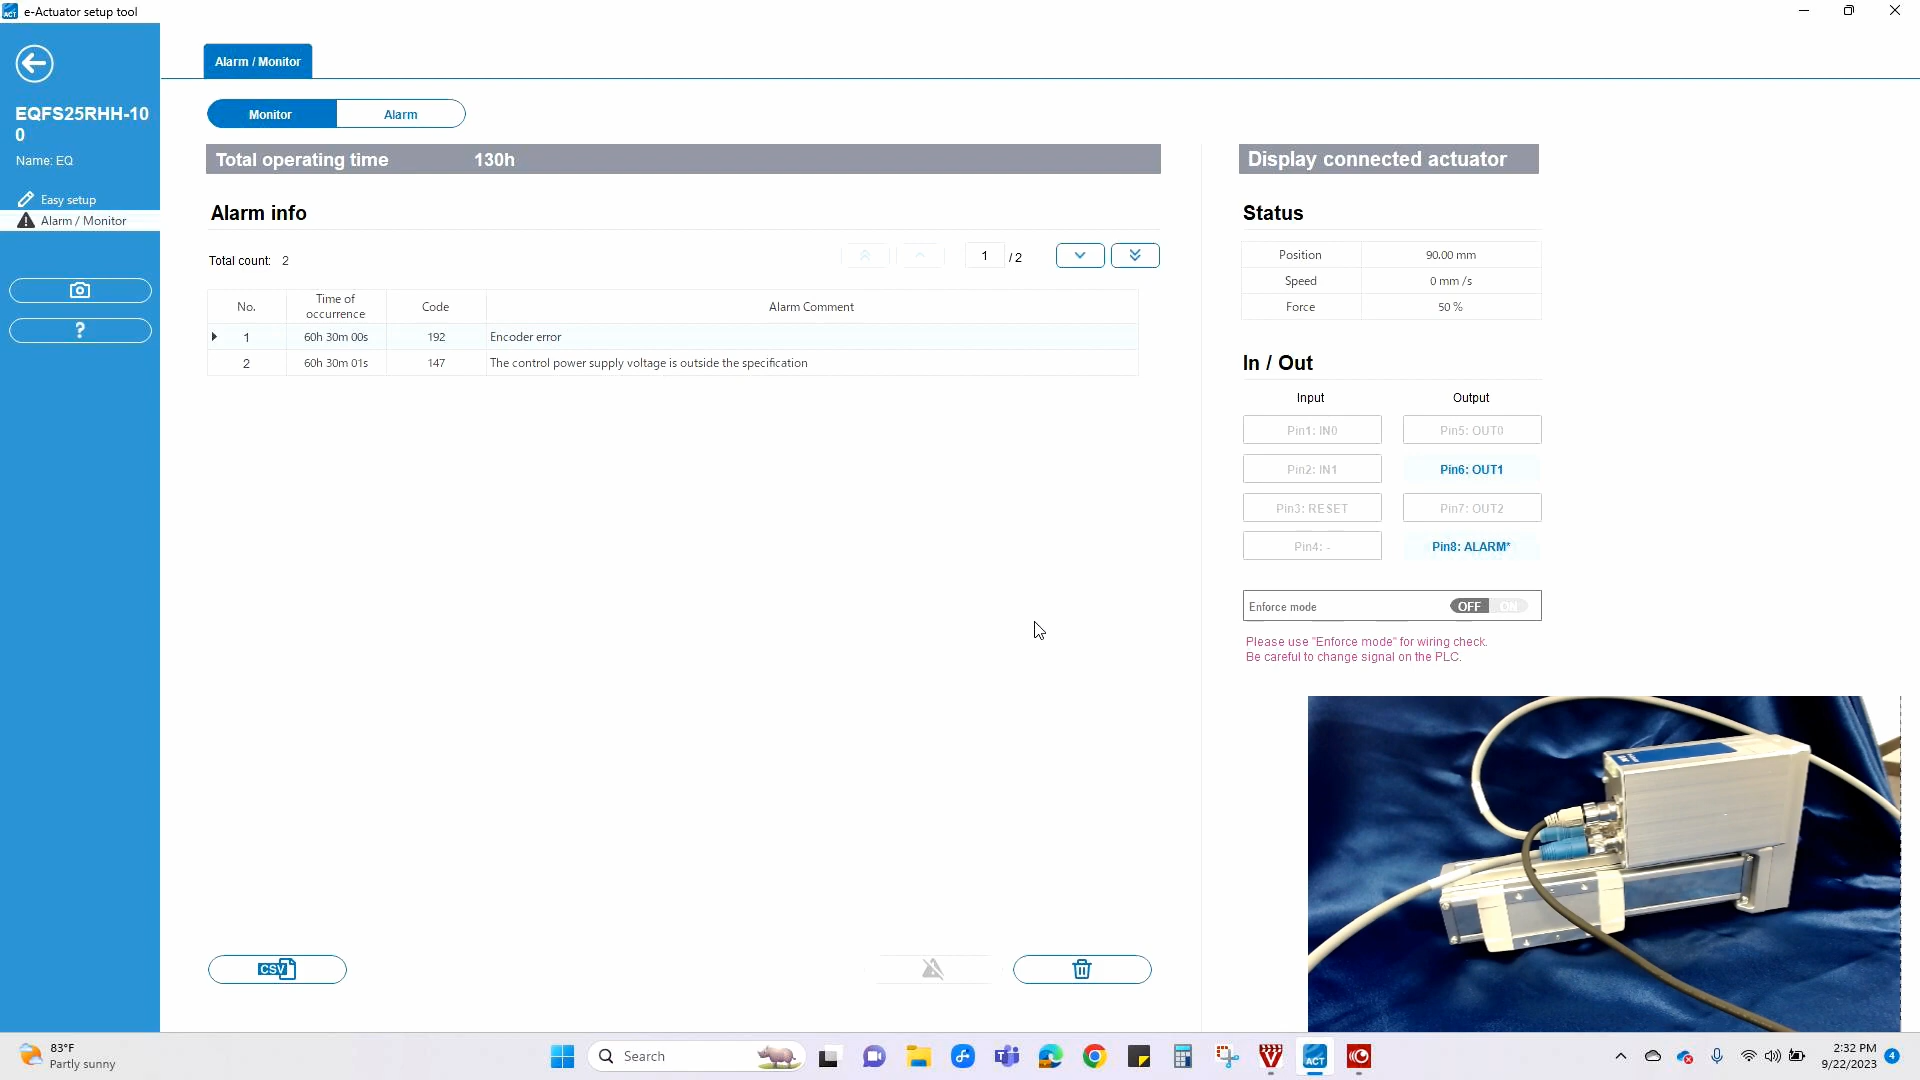 e-Actuator setup tool
EQFS25RHH-10
0
Name: EQ
Easy setup
Alarm / Monitor
?
Alarm / Monitor
Monitor
Alarm
Total operating time 130h
Alarm info
Total count: 2
1 / 2
No. Time of occurrence Code Alarm Comment
1 60h 30m 00s 192 Encoder error
2 60h 30m 01s 147 The control power supply voltage is outside the specification
CSV
Display connected actuator
Status
Position 90.00 mm
Speed 0 mm /s
Force 50 %
In / Out
Input Output
Pin1: IN0 Pin5: OUT0
Pin2: IN1 Pin6: OUT1
Pin3: RESET Pin7: OUT2
Pin4: - Pin8: ALARM*
Enforce mode OFF ON
Please use "Enforce mode" for wiring check.
Be careful to change signal on the PLC.
83°F
Partly sunny
Search
ACT
2:32 PM
9/22/2023
4